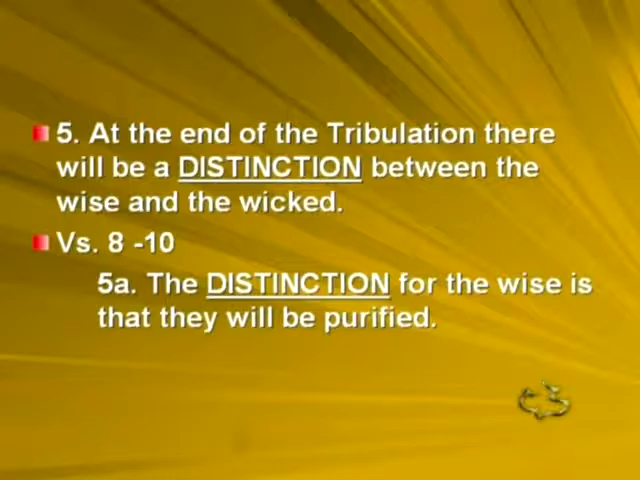 5. At the end of the Tribulation there
will be a DISTINCTION between the
wise and the wicked.
Vs. 8 -10
5a. The DISTINCTION for the wise is
that they will be purified.